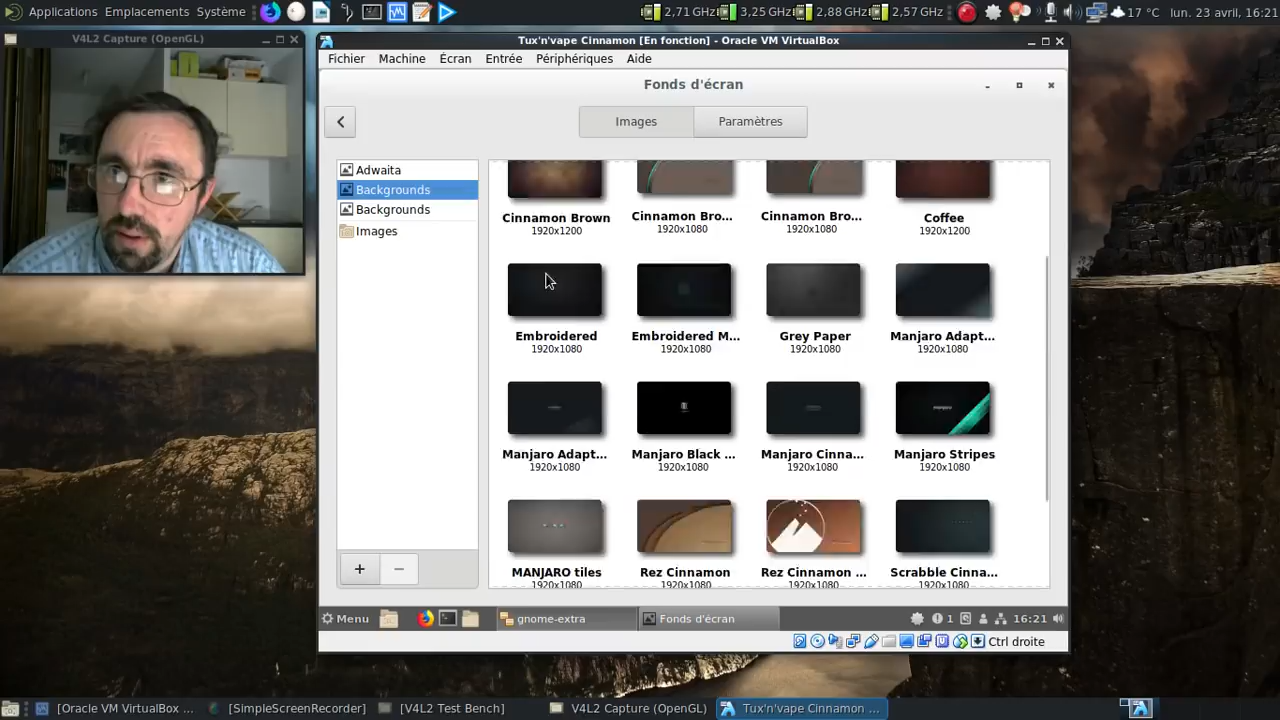 Applications Emplacements Système
2,71 GHz 3,25 GHz 2,88 GHz 2,57 GHz 17 °C lun. 23 avril, 16:21
V4L2 Capture (OpenGL)
Tux'n'vape Cinnamon [En fonction] - Oracle VM VirtualBox
Fichier Machine Écran Entrée Périphériques Aide
Fonds d'écran
Images Paramètres
Adwaita
Backgrounds
Backgrounds
Images
Cinnamon Brown Cinnamon Bro... Cinnamon Bro... Coffee
1920x1200 1920x1080 1920x1080 1920x1200
Embroidered Embroidered M... Grey Paper Manjaro Adapt...
1920x1080 1920x1080 1920x1080 1920x1080
Manjaro Adapt... Manjaro Black ... Manjaro Cinna... Manjaro Stripes
1920x1080 1920x1080 1920x1080 1920x1080
MANJARO tiles Rez Cinnamon Rez Cinnamon ... Scrabble Cinna...
1920x1080 1920x1080 1920x1080 1920x1080
Menu gnome-extra Fonds d'écran 1 16:21
Ctrl droite
[Oracle VM VirtualBox ... [SimpleScreenRecorder] [V4L2 Test Bench] V4L2 Capture (OpenGL) Tux'n'vape Cinnamon ...